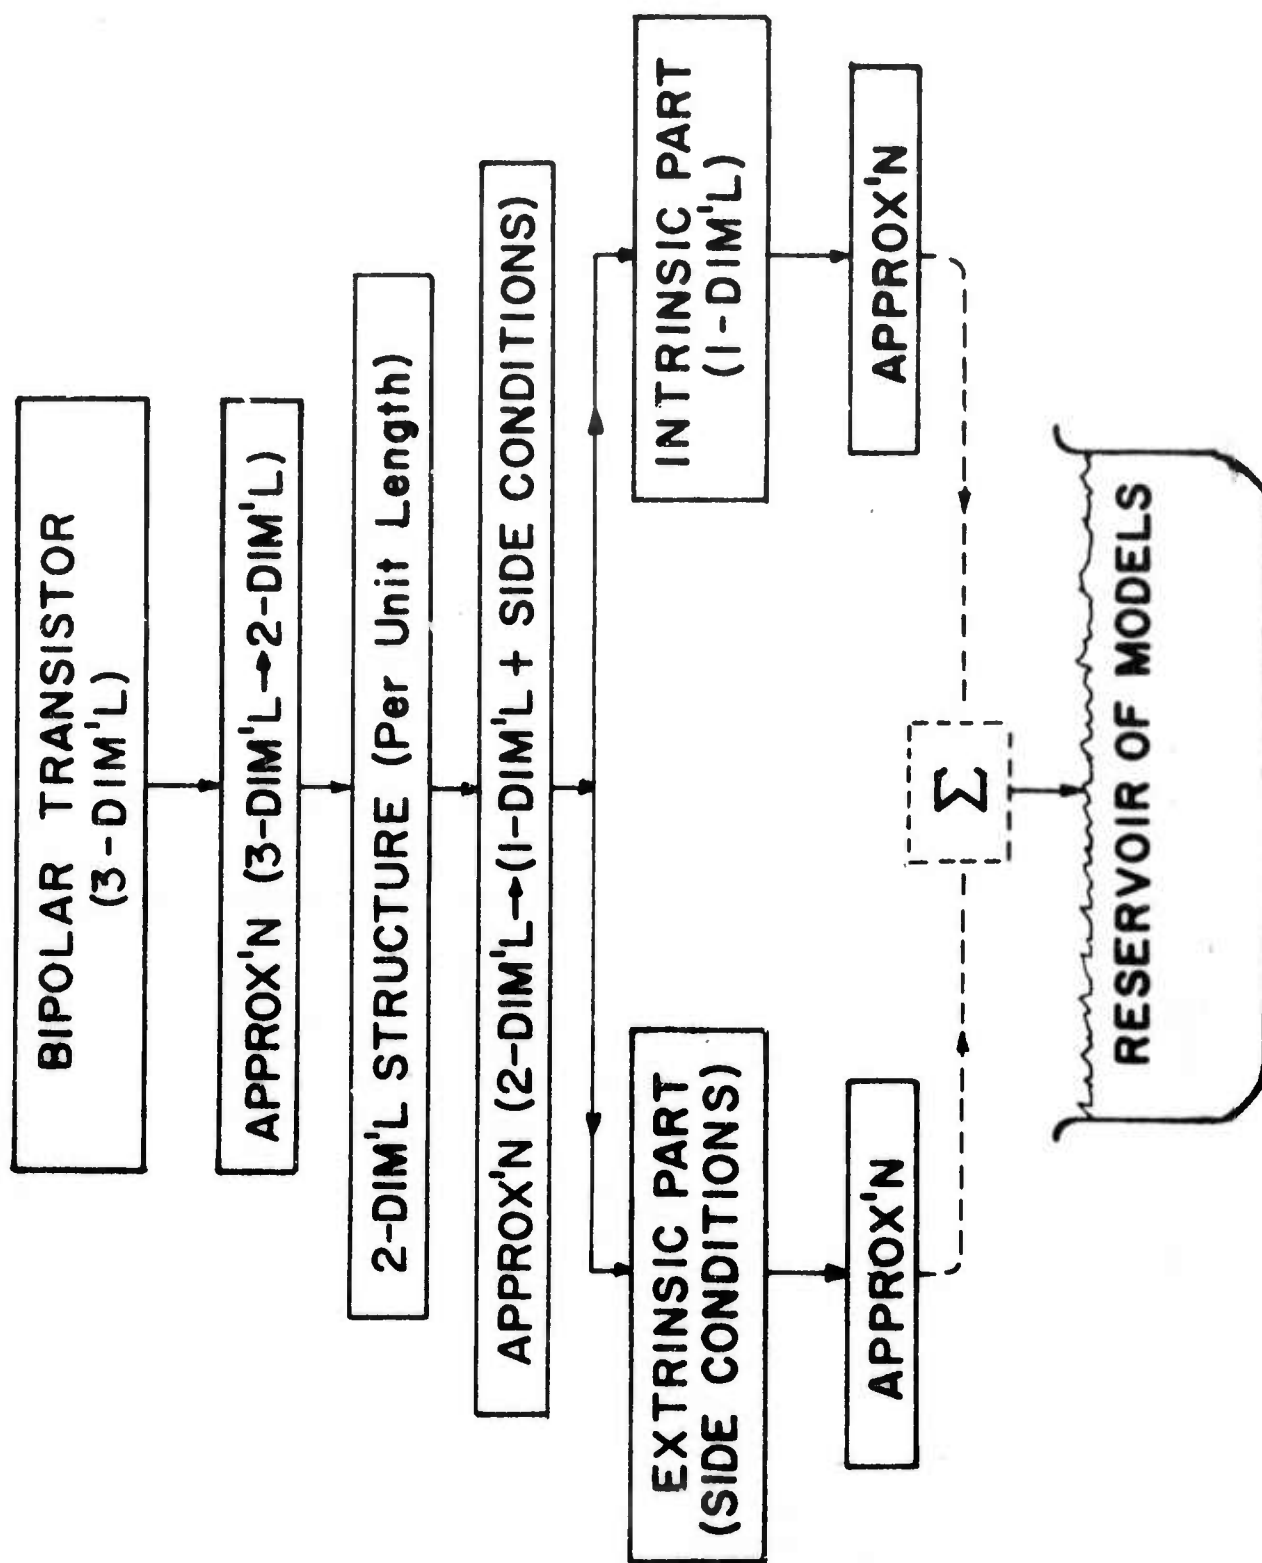 BIPOLAR TRANSISTOR
(3-DIM'L)
APPROX'N (3-DIM'L→2-DIM'L)
2-DIM'L STRUCTURE (Per Unit Length)
APPROX'N (2-DIM'L→(1-DIM'L + SIDE CONDITIONS)
EXTRINSIC PART
(SIDE CONDITIONS)
INTRINSIC PART
(1-DIM'L)
APPROX'N
APPROX'N
Σ
RESERVOIR OF MODELS